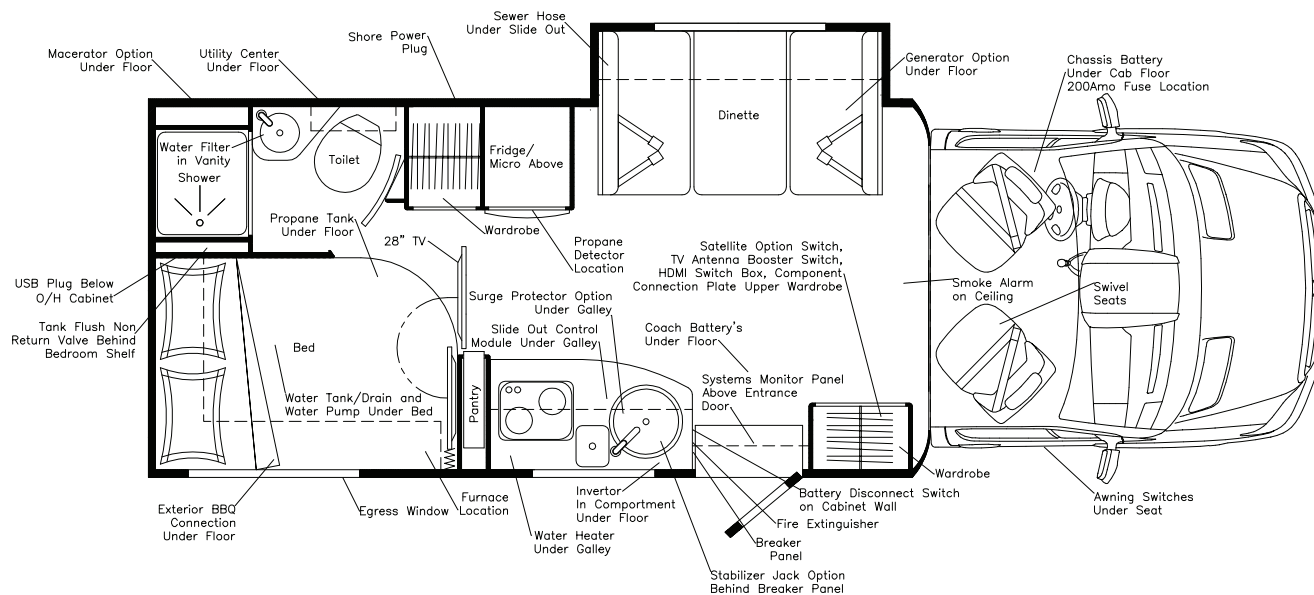 Sewer Hose
Under Slide Out
Shore Power
Plug
Macerator Option
Under Floor
Utility Center
Under Floor
Generator Option
Under Floor
Chassis Battery
Under Cab Floor
200Amo Fuse Location
Dinette
Water Filter
in Vanity
Shower
Toilet
Fridge/
Micro Above
Propane Tank
Under Floor
28" TV
Wardrobe
Propane
Detector
Location
Satellite Option Switch,
TV Antenna Booster Switch,
HDMI Switch Box, Component
Connection Plate Upper Wardrobe
Smoke Alarm
on Ceiling
Swivel
Seats
USB Plug Below
O/H Cabinet
Surge Protector Option
Under Galley
Tank Flush Non
Return Valve Behind
Bedroom Shelf
Slide Out Control
Module Under Galley
Coach Battery's
Under Floor
Bed
Systems Monitor Panel
Above Entrance
Door
Water Tank/Drain and
Water Pump Under Bed
Pantry
Wardrobe
Exterior BBQ
Connection
Under Floor
Egress Window
Furnace
Location
Invertor
In Compartment
Under Floor
Battery Disconnect Switch
on Cabinet Wall
Awning Switches
Under Seat
Fire Extinguisher
Water Heater
Under Galley
Breaker
Panel
Stabilizer Jack Option
Behind Breaker Panel